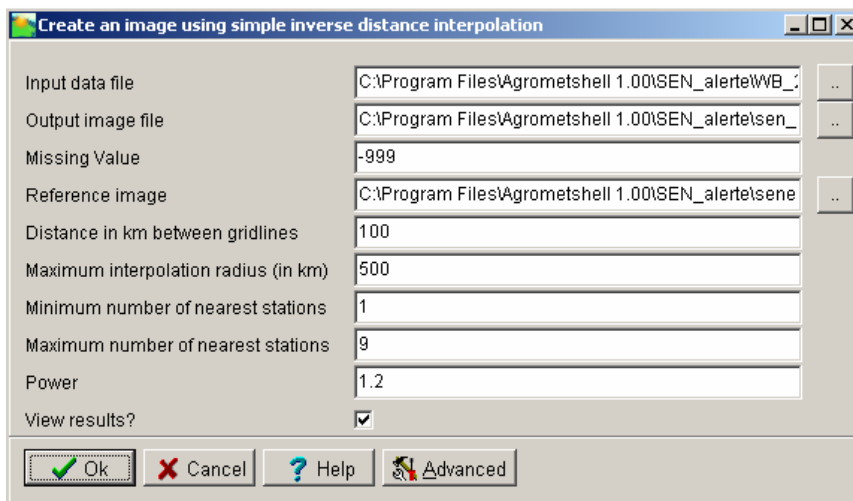 Create an image using simple inverse distance interpolation
Input data file C:\Program Files\Agrometshell 1.00\SEN_alerte\WB_2 ..
Output image file C:\Program Files\Agrometshell 1.00\SEN_alerte\sen_ ..
Missing Value -999
Reference image C:\Program Files\Agrometshell 1.00\SEN_alerte\sene ..
Distance in km between gridlines 100
Maximum interpolation radius (in km) 500
Minimum number of nearest stations 1
Maximum number of nearest stations 9
Power 1.2
View results?
Ok Cancel Help Advanced